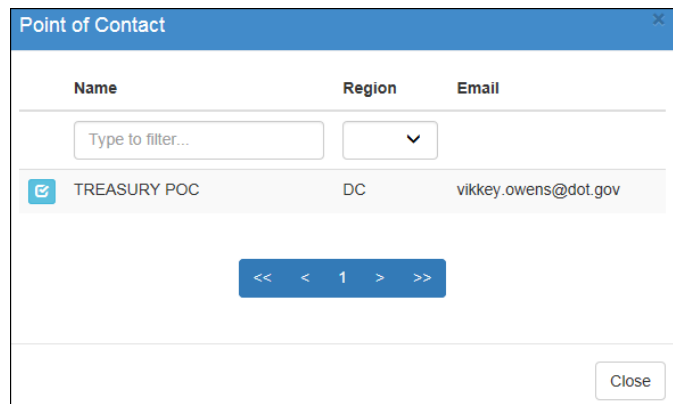 Point of Contact ×
Name Region Email
Type to filter...
TREASURY POC DC vikkey.owens@dot.gov
<< < 1 > >>
Close